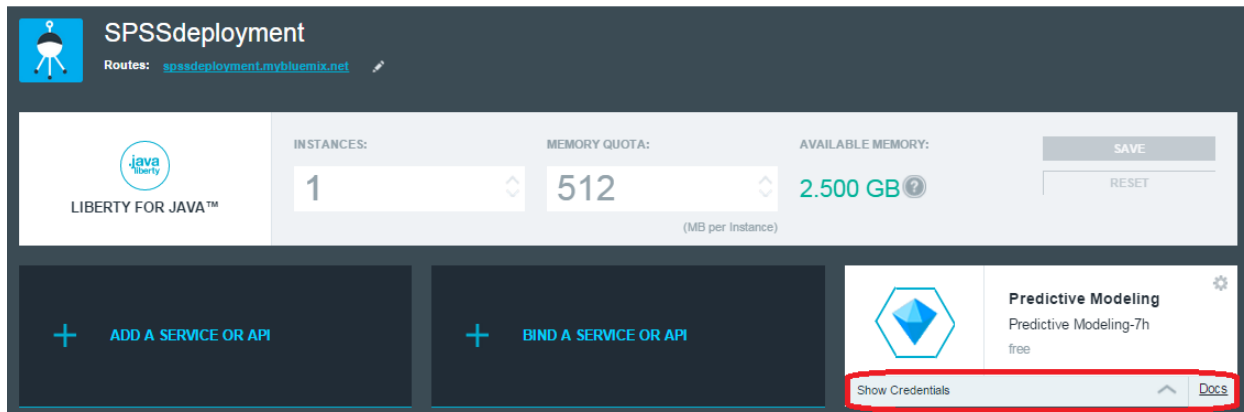 SPSSdeployment
Routes: spssdeployment.mybluemix.net
.java
liberty
LIBERTY FOR JAVA™
INSTANCES:
1
MEMORY QUOTA:
512
(MB per Instance)
AVAILABLE MEMORY:
2.500 GB ?
SAVE
RESET
+ ADD A SERVICE OR API
+ BIND A SERVICE OR API
Predictive Modeling
Predictive Modeling-7h
free
Show Credentials
Docs